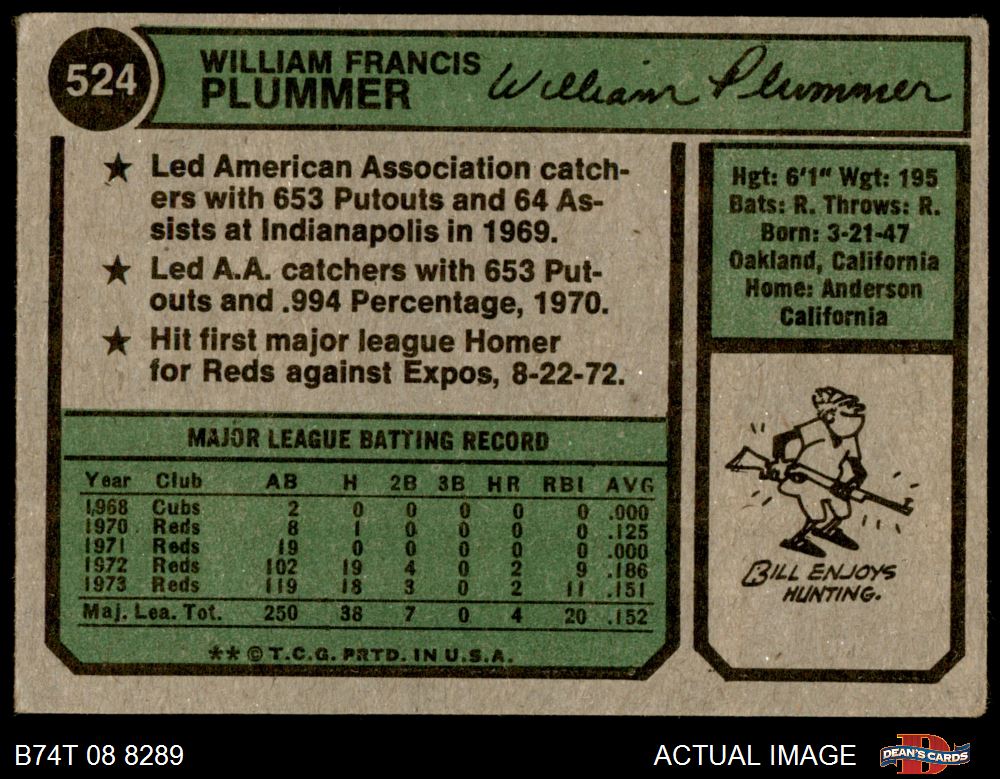 524
WILLIAM FRANCIS
PLUMMER
William Plummer
★ Led American Association catch-
ers with 653 Putouts and 64 As-
sists at Indianapolis in 1969.
★ Led A.A. catchers with 653 Put-
outs and .994 Percentage, 1970.
★ Hit first major league Homer
for Reds against Expos, 8-22-72.
Hgt: 6'1" Wgt: 195
Bats: R. Throws: R.
Born: 3-21-47
Oakland, California
Home: Anderson
California
MAJOR LEAGUE BATTING RECORD
Year Club AB H 2B 3B HR RBI AVG
1968 Cubs 2 0 0 0 0 0 .000
1970 Reds 8 1 0 0 0 0 .125
1971 Reds 19 0 0 0 0 0 .000
1972 Reds 102 19 4 0 2 9 .186
1973 Reds 119 18 3 0 2 11 .151
Maj. Lea. Tot. 250 38 7 0 4 20 .152
** © T.C.G. PRTD. IN U.S.A.
BILL ENJOYS
HUNTING.
B74T 08 8289
ACTUAL IMAGE
D
DEAN'S CARDS